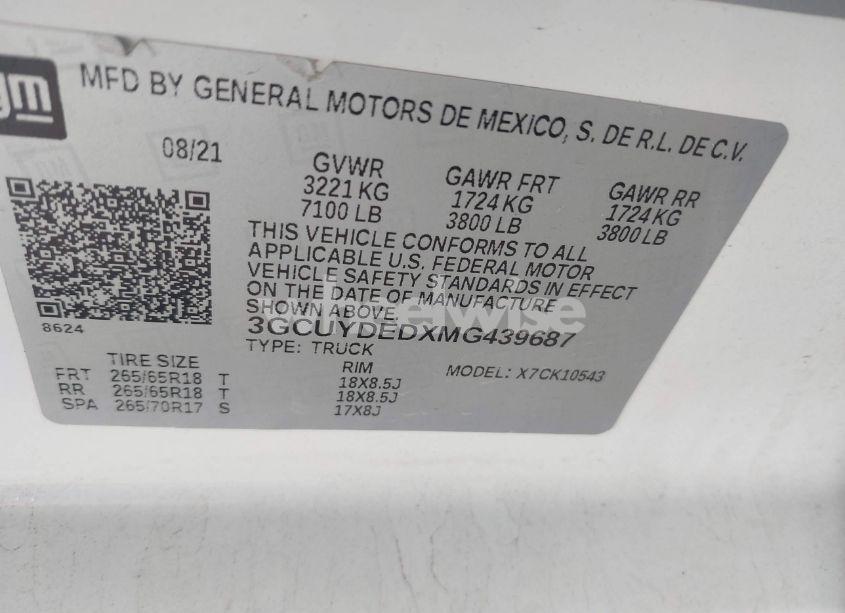 gm
MFD BY GENERAL MOTORS DE MEXICO, S. DE R.L. DE C.V.
08/21
GVWR
3221 KG
7100 LB
GAWR FRT
1724 KG
3800 LB
GAWR RR
1724 KG
3800 LB
THIS VEHICLE CONFORMS TO ALL
APPLICABLE U.S. FEDERAL MOTOR
VEHICLE SAFETY STANDARDS IN EFFECT
ON THE DATE OF MANUFACTURE
SHOWN ABOVE.
3GCUYDEDXMG439687
TYPE: TRUCK
MODEL: X7CK10543
8624
TIRE SIZE
RIM
FRT 265/65R18 T 18X8.5J
RR 265/65R18 T 18X8.5J
SPA 265/70R17 S 17X8J